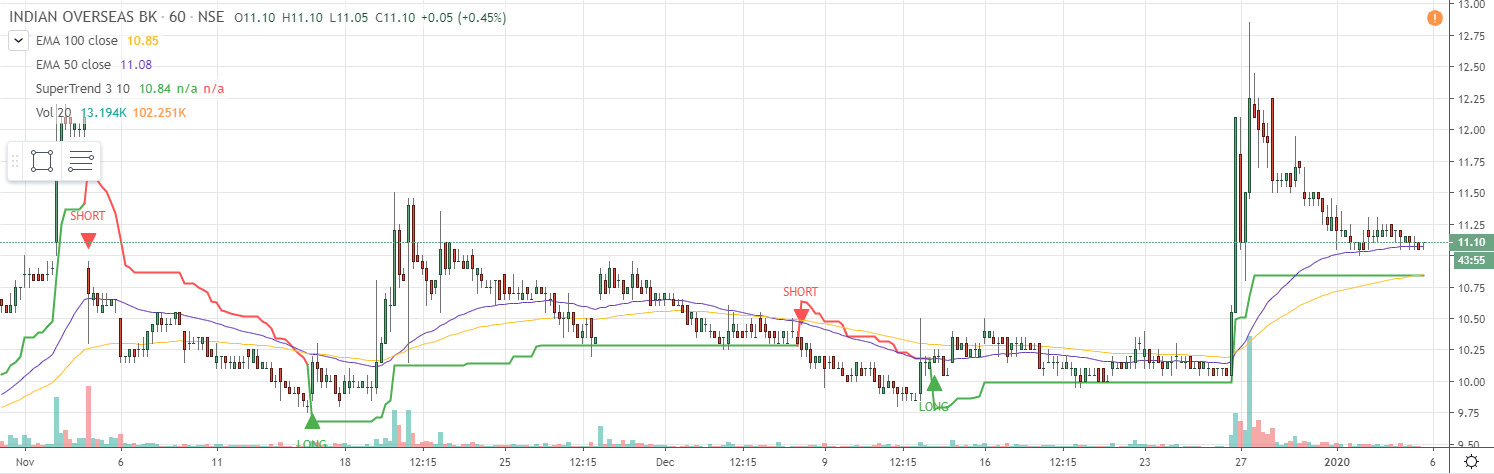 INDIAN OVERSEAS BK · 60 · NSE O11.10 H11.10 L11.05 C11.10 +0.05 (+0.45%)
EMA 100 close 10.85
EMA 50 close 11.08
SuperTrend 3 10 10.84 n/a n/a
Vol 20 13.194K 102.251K
SHORT
SHORT
LONG
LONG
13.00
12.75
12.50
12.25
12.00
11.75
11.50
11.25
11.10
43:55
10.75
10.50
10.25
10.00
9.75
9.50
Nov 6 11 18 12:15 25 12:15 Dec 12:15 9 12:15 16 12:15 23 27 2020 6